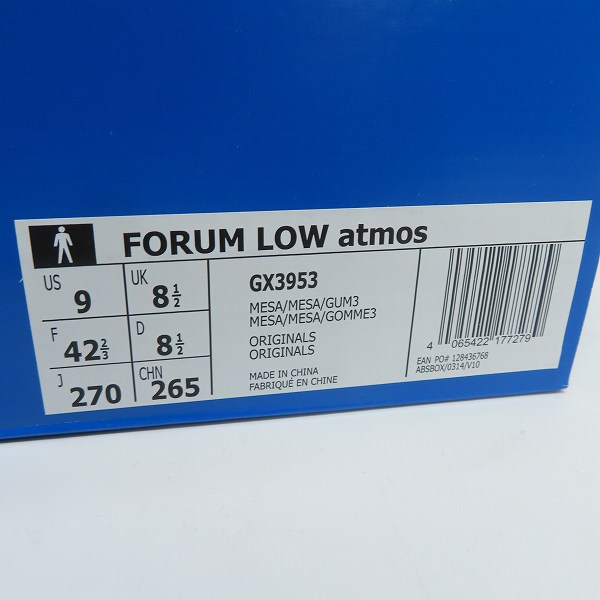 FORUM LOW atmos
US 9
UK 8 1/2
F 42 2/3
D 8 1/2
J 270
CHN 265
GX3953
MESA/MESA/GUM3
MESA/MESA/GOMME3
ORIGINALS
ORIGINALS
MADE IN CHINA
FABRIQUÉ EN CHINE
4 065422 177279
EAN PO# 128436768
ABSBOX/0314/V10